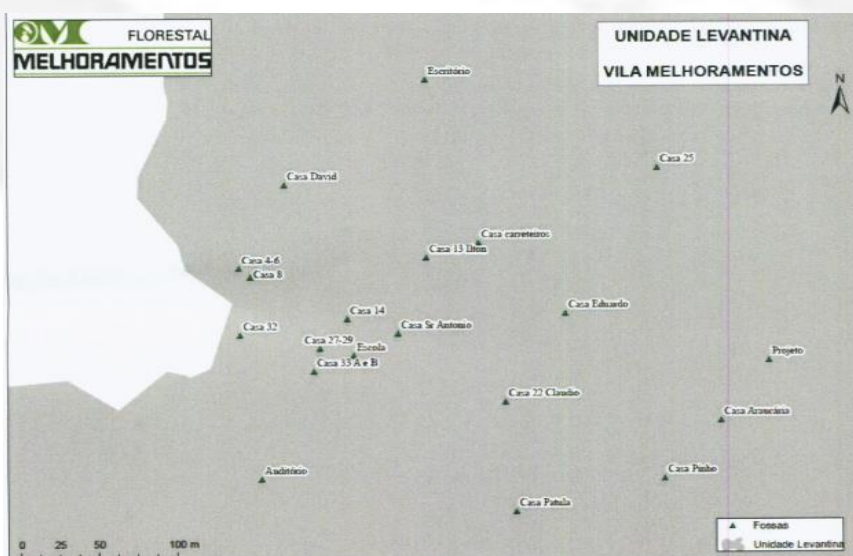 FLORESTAL
MELHORAMENTOS
UNIDADE LEVANTINA
VILA MELHORAMENTOS
N
Escritório
Casa 25
Casa David
Casa carreteiros
Casa 13 Ilton
Casa 4-6
Casa 8
Casa Eduardo
Casa 14
Casa Sr Antonio
Casa 32
Casa 27-29
Escola
Projeto
Casa 33 A e B
Casa 22 Claudio
Casa Araucária
Auditório
Casa Pinho
Casa Patula
0 25 50 100 m
Fossas
Unidade Levantina